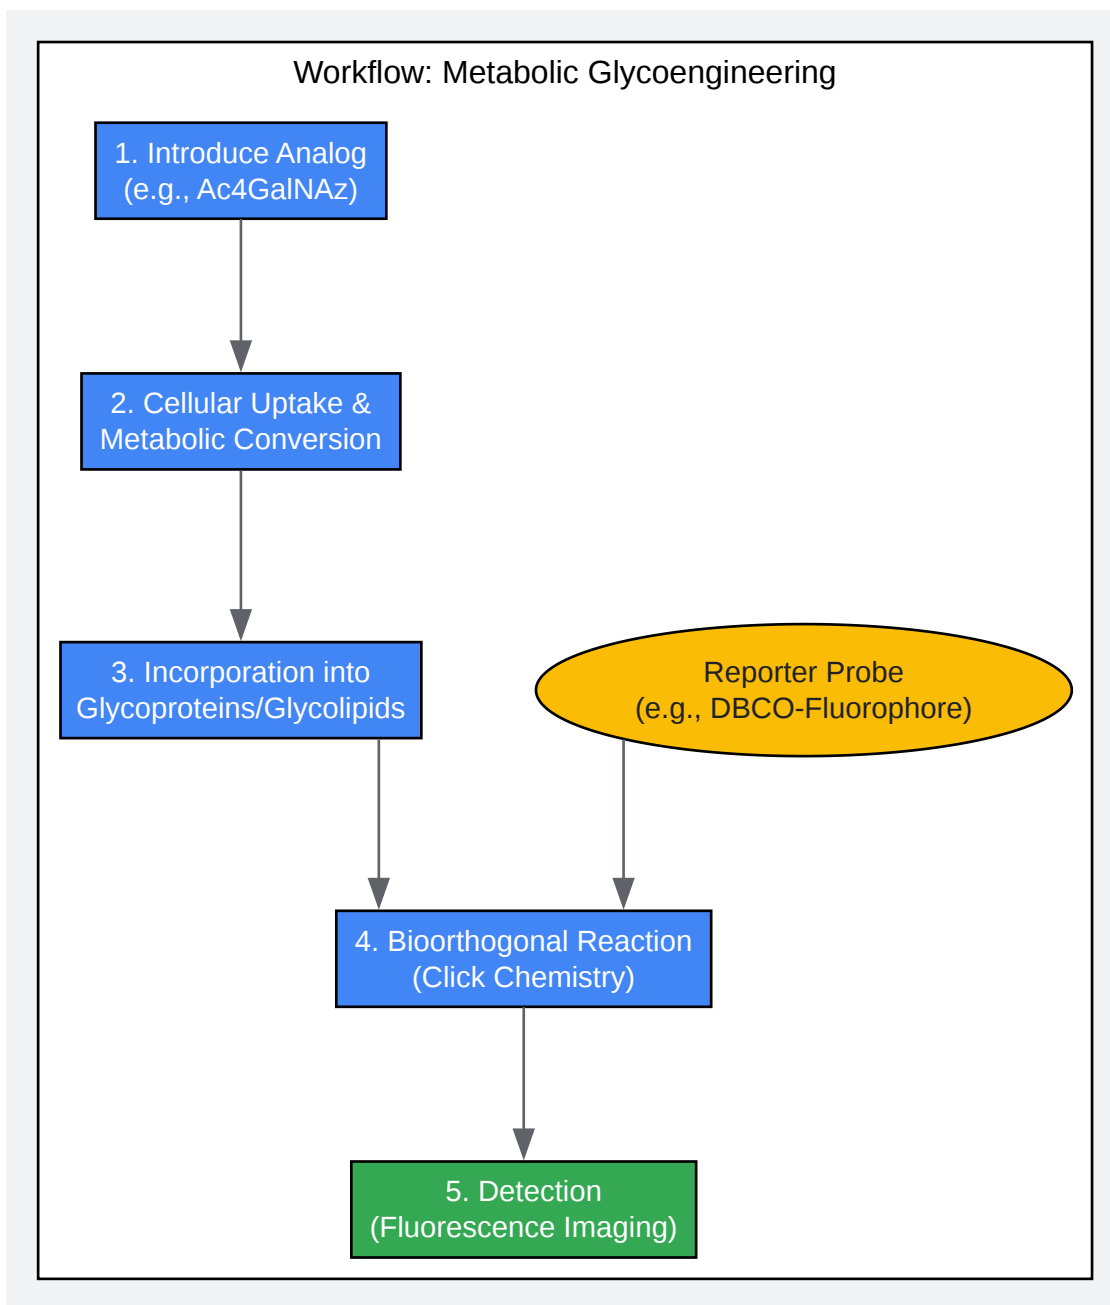 Workflow: Metabolic Glycoengineering
1. Introduce Analog
(e.g., Ac4GalNAz)
2. Cellular Uptake &
Metabolic Conversion
3. Incorporation into
Glycoproteins/Glycolipids
Reporter Probe
(e.g., DBCO-Fluorophore)
4. Bioorthogonal Reaction
(Click Chemistry)
5. Detection
(Fluorescence Imaging)